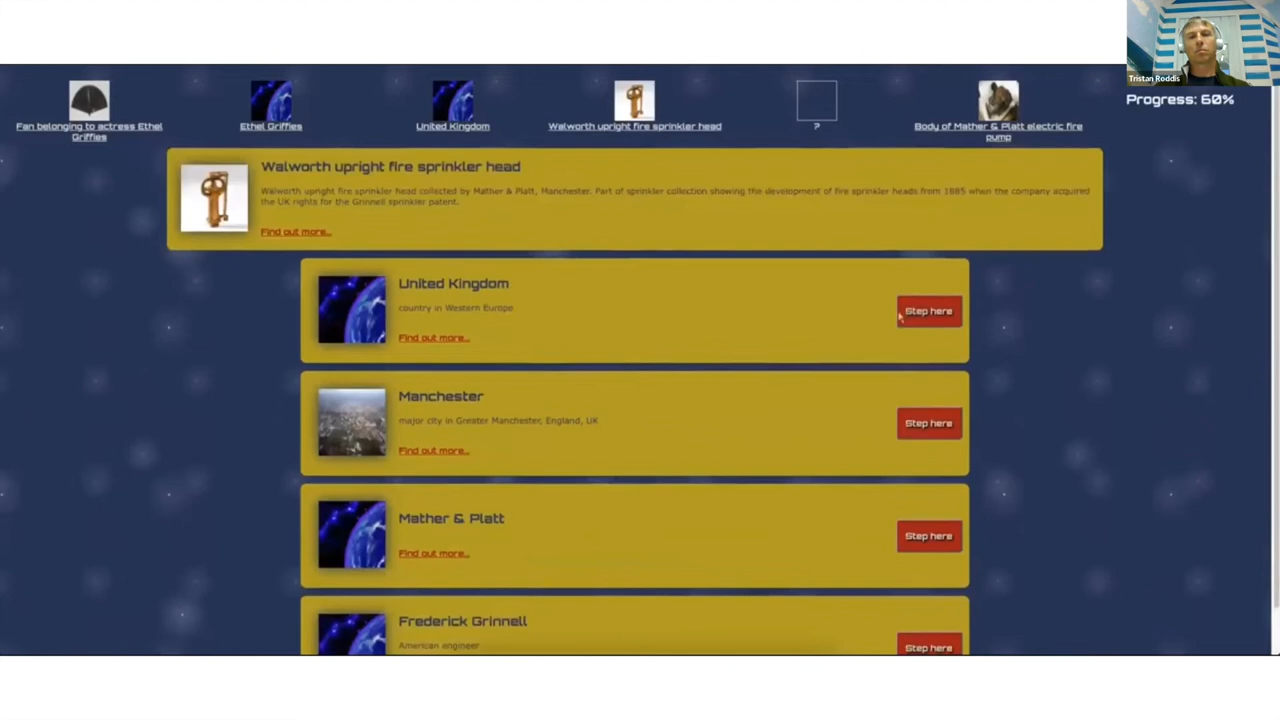 Tristan Roddis
Progress: 60%
Fan belonging to actress Ethel
Griffies
Ethel Griffies
United Kingdom
Walworth upright fire sprinkler head
?
Body of Mather & Platt electric fire
pump
Walworth upright fire sprinkler head
Walworth upright fire sprinkler head collected by Mather & Platt, Manchester. Part of sprinkler collection showing the development of fire sprinkler heads from 1885 when the company acquired
the UK rights for the Grinnell sprinkler patent.
Find out more...
United Kingdom
country in Western Europe
Find out more...
Step here
Manchester
major city in Greater Manchester, England, UK
Find out more...
Step here
Mather & Platt
Find out more...
Step here
Frederick Grinnell
American engineer
Step here